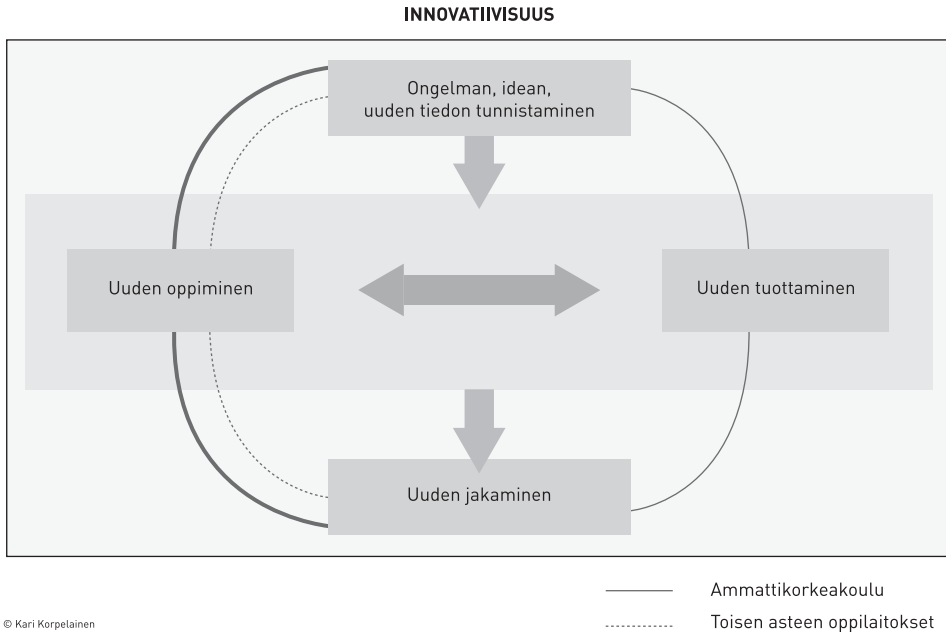 INNOVATIIVISUUS
Ongelman, idean,
uuden tiedon tunnistaminen
Uuden oppiminen
Uuden tuottaminen
Uuden jakaminen
Ammattikorkeakoulu
Toisen asteen oppilaitokset
© Kari Korpelainen